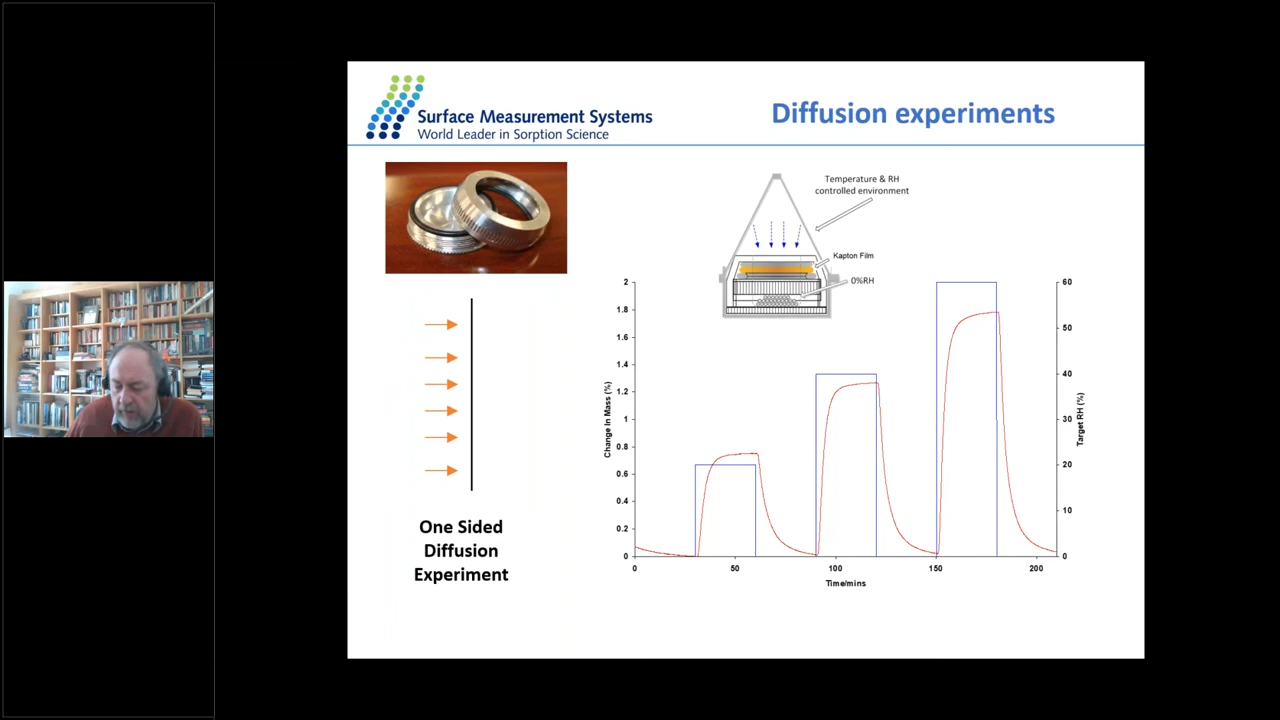 Surface Measurement Systems
World Leader in Sorption Science
Diffusion experiments
Temperature & RH
controlled environment
Kapton Film
0%RH
One Sided
Diffusion
Experiment
Change In Mass (%)
2
1.8
1.6
1.4
1.2
1
0.8
0.6
0.4
0.2
0
60
50
40
30
20
10
0
Target RH (%)
0 50 100 150 200
Time/mins